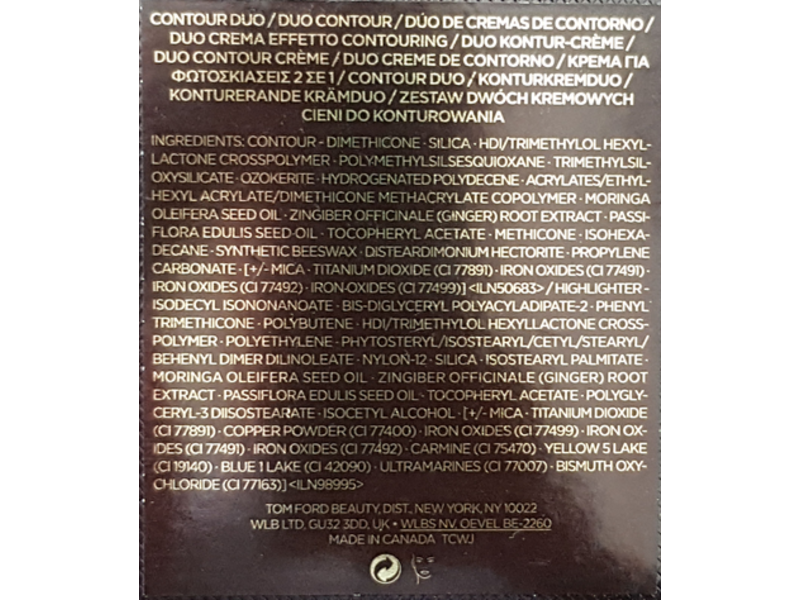 CONTOUR DUO / DUO CONTOUR / DÚO DE CREMAS DE CONTORNO /
DUO CREMA EFFETTO CONTOURING / DUO KONTUR-CRÈME /
DUO CONTOUR CRÈME / DUO CREME DE CONTORNO / ΚΡΕΜΑ ΓΙΑ
ΦΩΤΟΣΚΙΑΣΕΙΣ 2 ΣΕ 1 / CONTOUR DUO / KONTURKREMDUO /
KONTURERANDE KRÄMDUO / ZESTAW DWÓCH KREMOWYCH
CIENI DO KONTUROWANIA
INGREDIENTS: CONTOUR - DIMETHICONE · SILICA · HDI/TRIMETHYLOL HEXYL-
LACTONE CROSSPOLYMER · POLYMETHYLSILSESQUIOXANE · TRIMETHYLSIL-
OXYSILICATE · OZOKERITE · HYDROGENATED POLYDECENE · ACRYLATES/ETHYL-
HEXYL ACRYLATE/DIMETHICONE METHACRYLATE COPOLYMER · MORINGA
OLEIFERA SEED OIL · ZINGIBER OFFICINALE (GINGER) ROOT EXTRACT · PASSI-
FLORA EDULIS SEED OIL · TOCOPHERYL ACETATE · METHICONE · ISOHEXA-
DECANE · SYNTHETIC BEESWAX · DISTEARDIMONIUM HECTORITE · PROPYLENE
CARBONATE · [+/- MICA · TITANIUM DIOXIDE (CI 77891) · IRON OXIDES (CI 77491) ·
IRON OXIDES (CI 77492) · IRON OXIDES (CI 77499)] <ILN50683> / HIGHLIGHTER -
ISODECYL ISONONANOATE · BIS-DIGLYCERYL POLYACYLADIPATE-2 · PHENYL
TRIMETHICONE · POLYBUTENE · HDI/TRIMETHYLOL HEXYLLACTONE CROSS-
POLYMER · POLYETHYLENE · PHYTOSTERYL/ISOSTEARYL/CETYL/STEARYL/
BEHENYL DIMER DILINOLEATE · NYLON-12 · SILICA · ISOSTEARYL PALMITATE ·
MORINGA OLEIFERA SEED OIL · ZINGIBER OFFICINALE (GINGER) ROOT
EXTRACT · PASSIFLORA EDULIS SEED OIL · TOCOPHERYL ACETATE · POLYGLY-
CERYL-3 DIISOSTEARATE · ISOCETYL ALCOHOL · [+/- MICA · TITANIUM DIOXIDE
(CI 77891) · COPPER POWDER (CI 77400) · IRON OXIDES (CI 77499) · IRON OX-
IDES (CI 77491) · IRON OXIDES (CI 77492) · CARMINE (CI 75470) · YELLOW 5 LAKE
(CI 19140) · BLUE 1 LAKE (CI 42090) · ULTRAMARINES (CI 77007) · BISMUTH OXY-
CHLORIDE (CI 77163)] <ILN98995>
TOM FORD BEAUTY, DIST., NEW YORK, NY 10022
WLB LTD, GU32 3DD, UK • WLBS NV, OEVEL BE-2260
MADE IN CANADA TCWJ